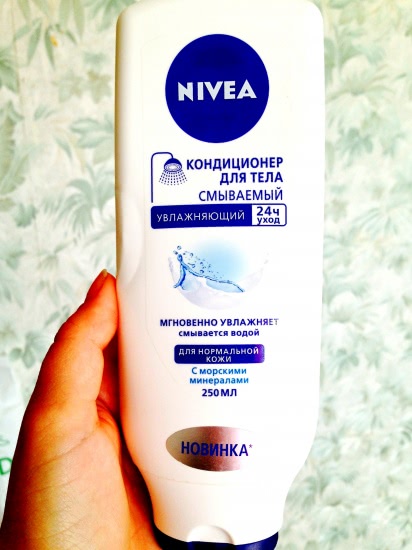 NIVEA
КОНДИЦИОНЕР
ДЛЯ ТЕЛА
СМЫВАЕМЫЙ
УВЛАЖНЯЮЩИЙ 24ч
уход
МГНОВЕННО УВЛАЖНЯЕТ
смывается водой
ДЛЯ НОРМАЛЬНОЙ
КОЖИ
С морскими
минералами
250 МЛ
НОВИНКА*